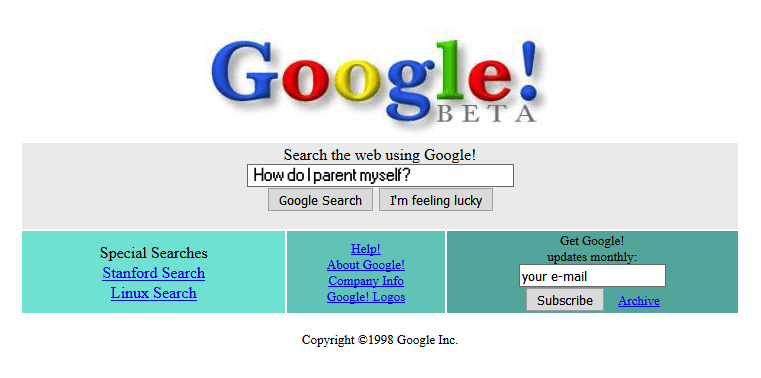 Google!
BETA
Search the web using Google!
How do I parent myself?
Google Search I'm feeling lucky
Special Searches
Stanford Search
Linux Search
Help!
About Google!
Company Info
Google! Logos
Get Google!
updates monthly:
your e-mail
Subscribe Archive
Copyright ©1998 Google Inc.